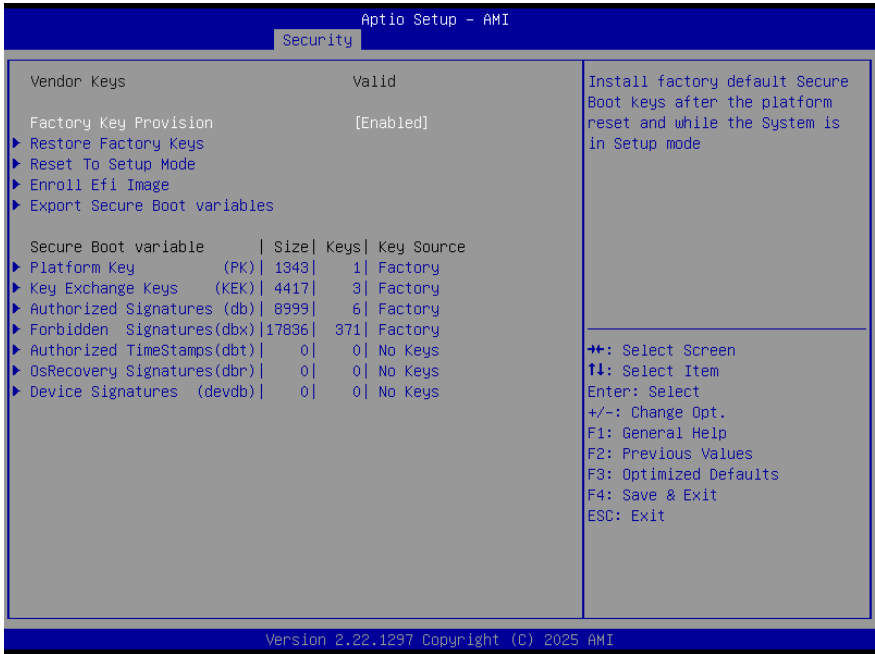 Aptio Setup – AMI
Security
Vendor Keys Valid
Factory Key Provision [Enabled]
Restore Factory Keys
Reset To Setup Mode
Enroll Efi Image
Export Secure Boot variables
Secure Boot variable | Size| Keys| Key Source
Platform Key (PK)| 1343| 1| Factory
Key Exchange Keys (KEK)| 4417| 3| Factory
Authorized Signatures (db)| 8999| 6| Factory
Forbidden Signatures(dbx)|17836| 371| Factory
Authorized TimeStamps(dbt)| 0| 0| No Keys
OsRecovery Signatures(dbr)| 0| 0| No Keys
Device Signatures (devdb)| 0| 0| No Keys
Install factory default Secure
Boot keys after the platform
reset and while the System is
in Setup mode
→←: Select Screen
↑↓: Select Item
Enter: Select
+/-: Change Opt.
F1: General Help
F2: Previous Values
F3: Optimized Defaults
F4: Save & Exit
ESC: Exit
Version 2.22.1297 Copyright (C) 2025 AMI